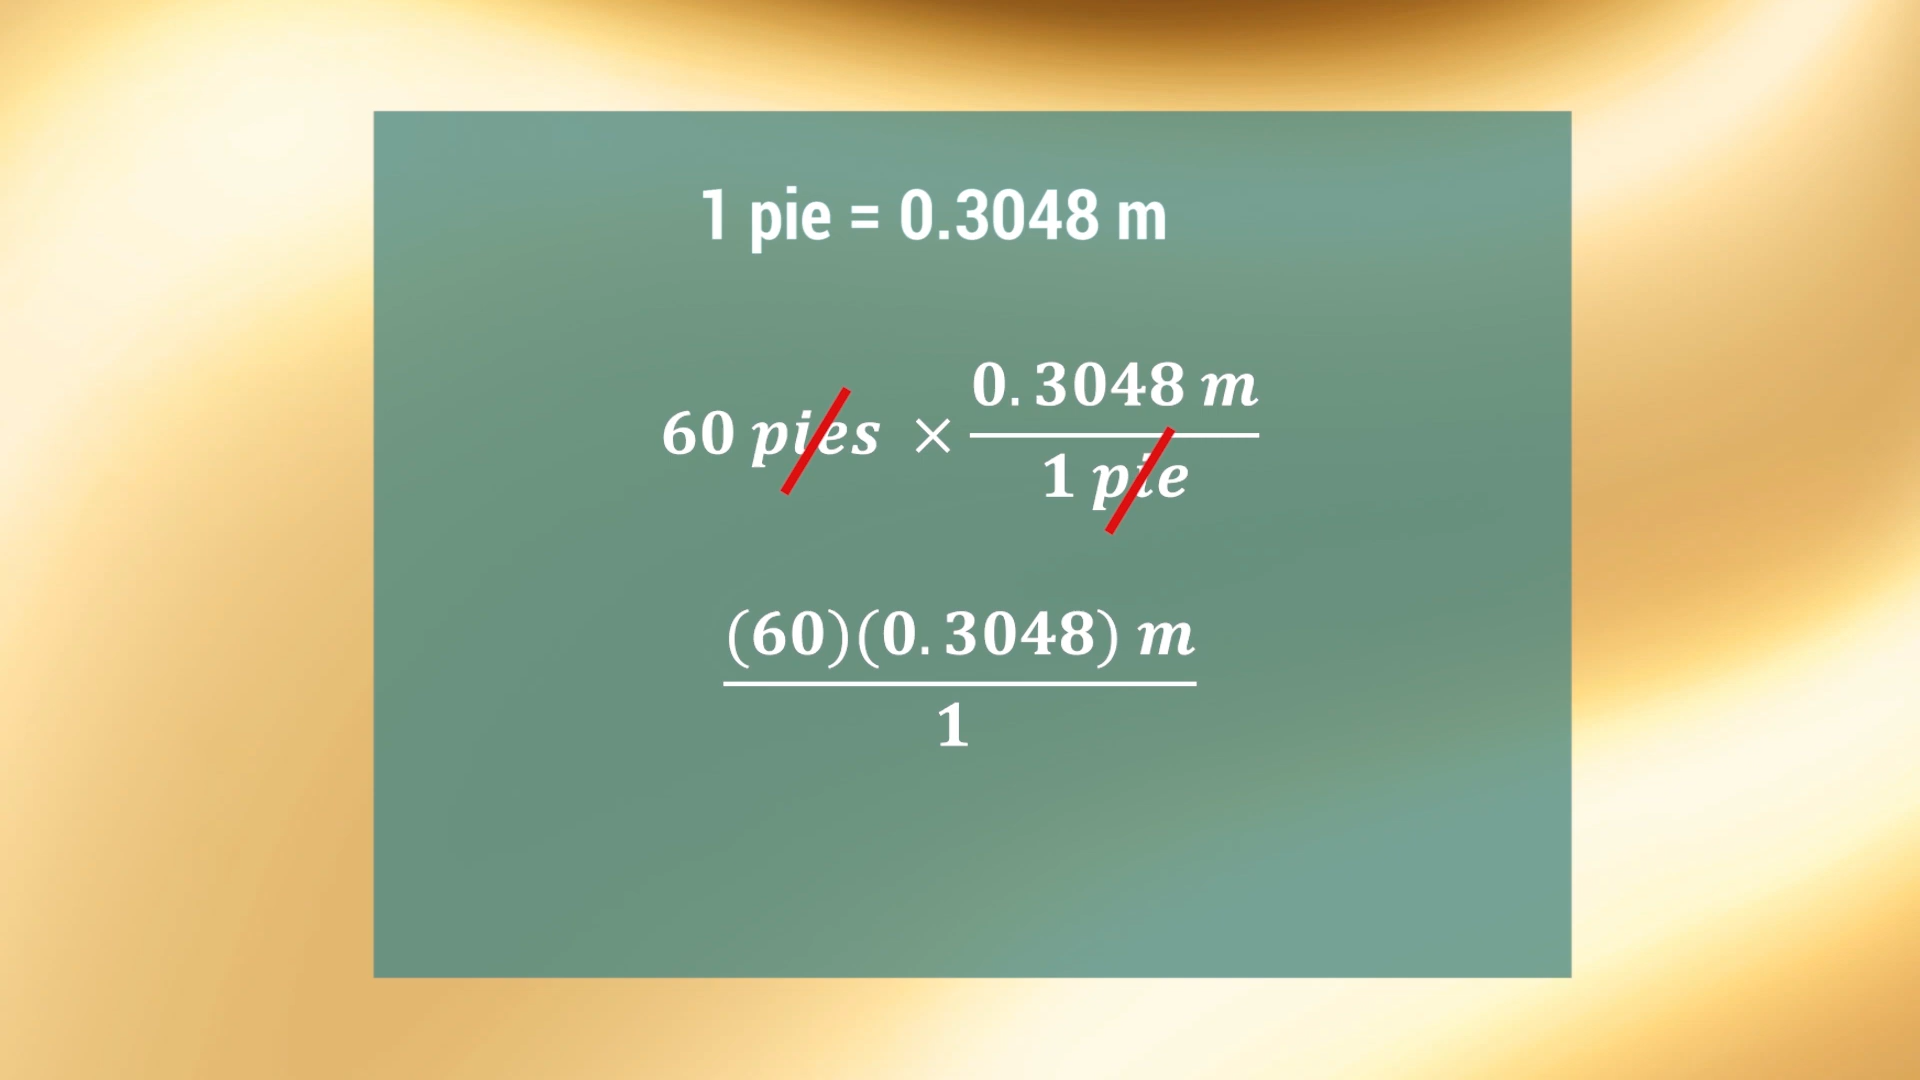 1 pie = 0.3048 m
60 pies × 0.3048 m / 1 pie
(60)(0.3048) m / 1